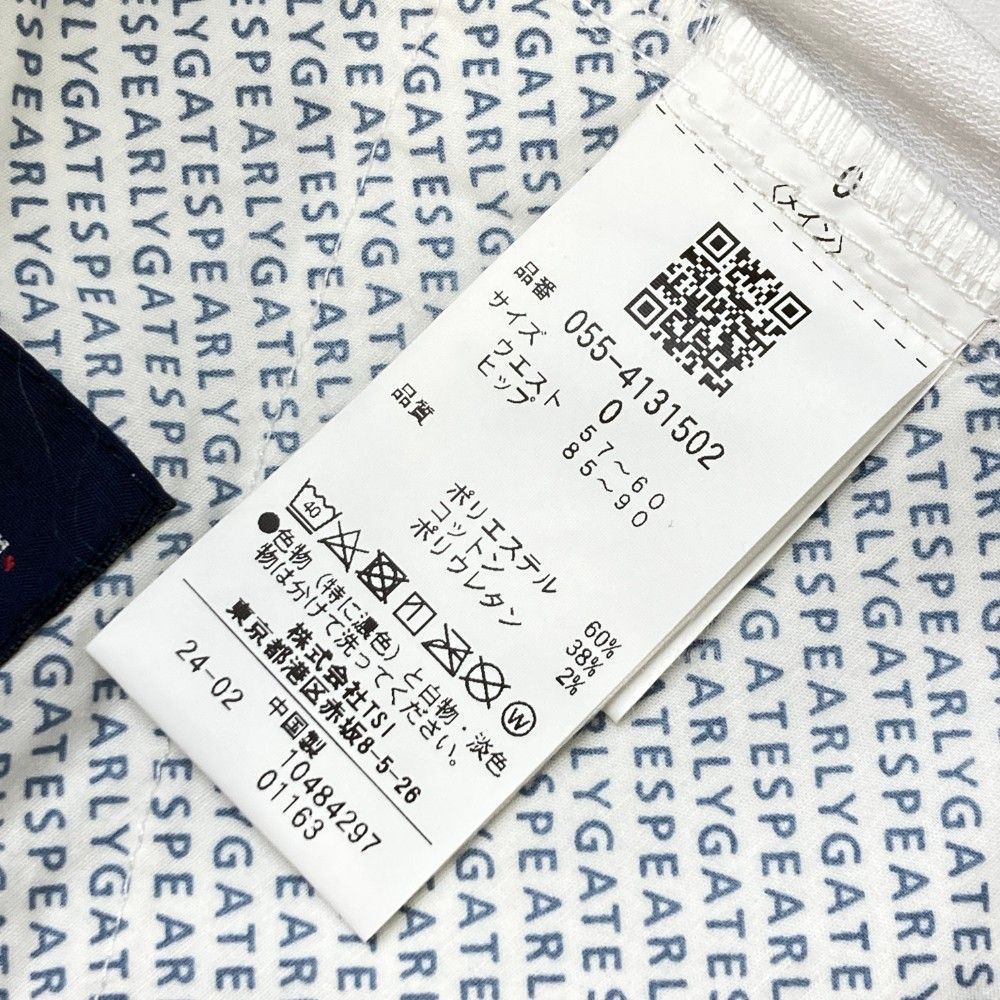 0
〈メイン〉
品番 055-4131502
サイズ 0
ウエスト 57～60
ヒップ 85～90
品質
ポリエステル 60%
コットン 38%
ポリウレタン 2%
40
W
●色物（特に濃色）と白物・淡色
物は分けて洗ってください。
株式会社TSI
東京都港区赤坂8-5-26
24-02 中国製
10484297
01163
PEARLYGATES